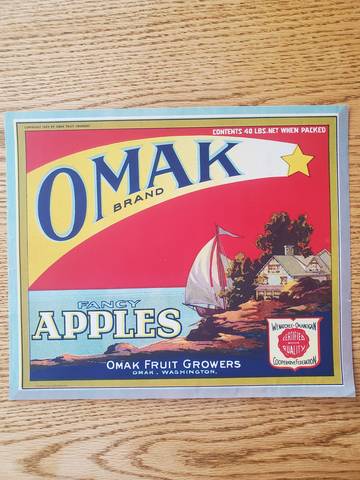 CONTENTS 40 LBS. NET WHEN PACKED
OMAK
BRAND
FANCY
APPLES
OMAK FRUIT GROWERS
OMAK, WASHINGTON.
WENATCHEE-OKANOGAN
CERTIFIED
QUALITY
COOPERATIVE FEDERATION